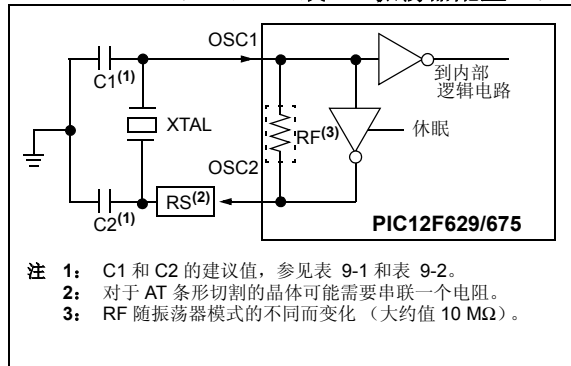 OSC1
C1(1)
到内部
逻辑电路
XTAL
RF(3)
休眠
OSC2
RS(2)
C2(1)
PIC12F629/675
注 1: C1 和 C2 的建议值，参见表 9-1 和表 9-2。
2: 对于 AT 条形切割的晶体可能需要串联一个电阻。
3: RF 随振荡器模式的不同而变化 （大约值 10 MΩ）。